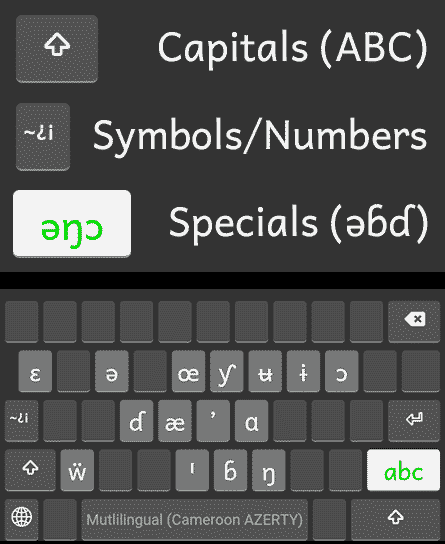 Capitals (ABC)
~¿¡ Symbols/Numbers
əŋɔ Specials (əɓɗ)
ɛ ə œ ƴ ʉ ɨ ɔ
~¿¡ ɗ æ ʼ ɑ
ẅ ˈ ɓ ŋ abc
Mutlilingual (Cameroon AZERTY)